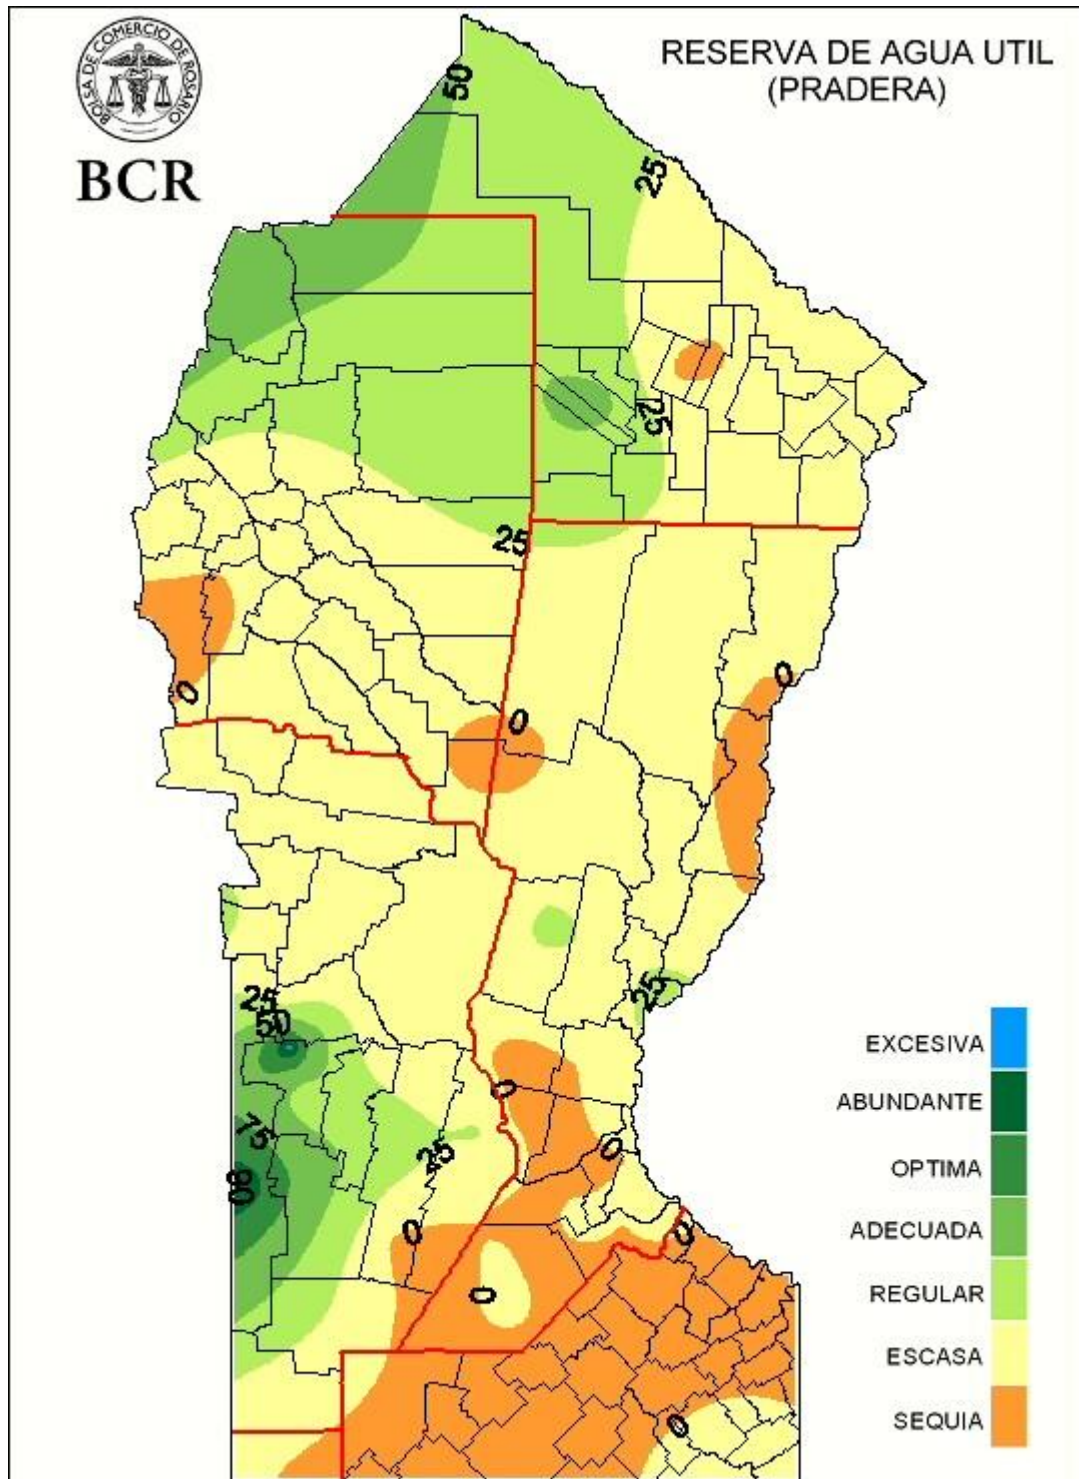 BOLSA DE COMERCIO DE ROSARIO
BCR
RESERVA DE AGUA UTIL
(PRADERA)
50
25
25
25
0
0
0
25
25
50
75
80
25
0
0
0
0
0
0
EXCESIVA
ABUNDANTE
OPTIMA
ADECUADA
REGULAR
ESCASA
SEQUIA